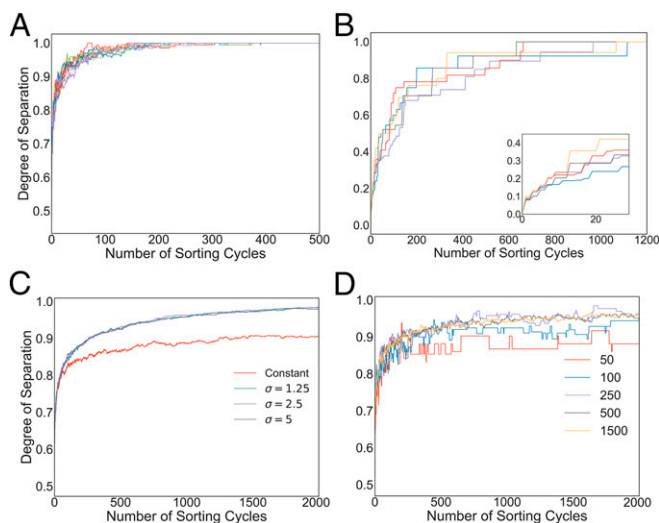 A
1.0
0.9
0.8
0.7
0.6
0.5
Degree of Separation
0 100 200 300 400 500
Number of Sorting Cycles
B
1.0
0.8
0.6
0.4
0.2
0.0
0 200 400 600 800 1000 1200
Number of Sorting Cycles
0.4
0.3
0.2
0.1
0.0
0 20
C
1.0
0.9
0.8
0.7
0.6
0.5
Degree of Separation
0 500 1000 1500 2000
Number of Sorting Cycles
Constant
σ = 1.25
σ = 2.5
σ = 5
D
1.0
0.9
0.8
0.7
0.6
0.5
0 500 1000 1500 2000
Number of Sorting Cycles
50
100
250
500
1500